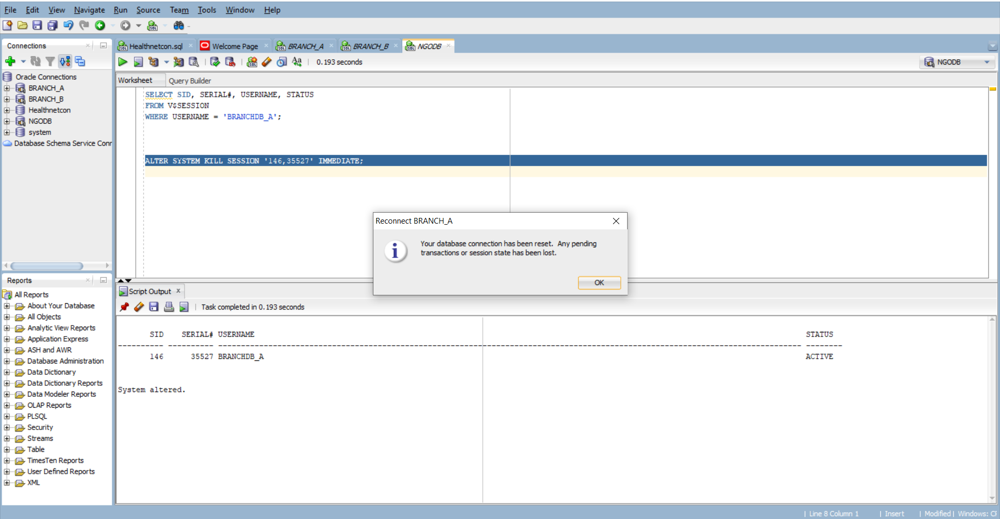 File Edit View Navigate Run Source Team Tools Window Help
Connections
Healthnetcon.sql
Welcome Page
BRANCH_A
BRANCH_B
NGODB
0.193 seconds
NGODB
Oracle Connections
BRANCH_A
BRANCH_B
Healthnetcon
NGODB
system
Database Schema Service Conr
Worksheet
Query Builder
SELECT SID, SERIAL#, USERNAME, STATUS
FROM V$SESSION
WHERE USERNAME = 'BRANCHDB_A';
ALTER SYSTEM KILL SESSION '146,35527' IMMEDIATE;
Reconnect BRANCH_A
Your database connection has been reset. Any pending
transactions or session state has been lost.
OK
Reports
All Reports
About Your Database
All Objects
Analytic View Reports
Application Express
ASH and AWR
Database Administration
Data Dictionary
Data Dictionary Reports
Data Modeler Reports
OLAP Reports
PLSQL
Security
Streams
Table
TimesTen Reports
User Defined Reports
XML
Script Output
Task completed in 0.193 seconds
SID SERIAL# USERNAME STATUS
---------- ---------- -------------------------------------------------------------------------------------------------------------------------------- --------
146 35527 BRANCHDB_A ACTIVE
System altered.
| Line 8 Column 1 | Insert | Modified | Windows: CF